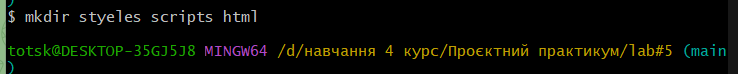 $ mkdir styeles scripts html
totsk@DESKTOP-35GJ5J8 MINGW64 /d/навчання 4 курс/Проєктний практикум/lab#5 (main
)